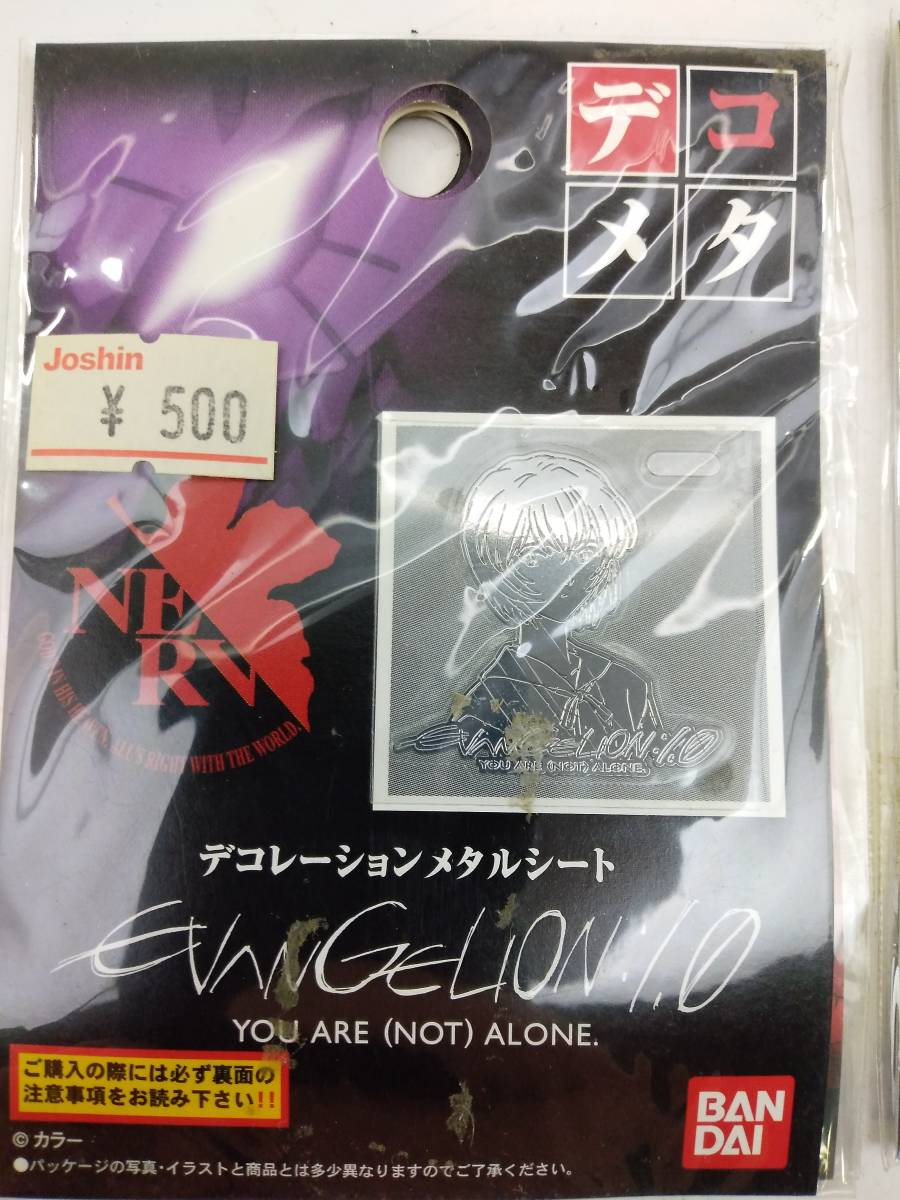 デコ
メタ
Joshin
¥ 500
NERV
GOD'S IN HIS HEAVEN, ALL'S RIGHT WITH THE WORLD.
EVANGELION:1.0
YOU ARE (NOT) ALONE.
デコレーションメタルシート
EVANGELION:1.0
YOU ARE (NOT) ALONE.
ご購入の際には必ず裏面の
注意事項をお読み下さい!!
© カラー
●パッケージの写真・イラストと商品とは多少異なりますのでご了承ください。
BAN
DAI